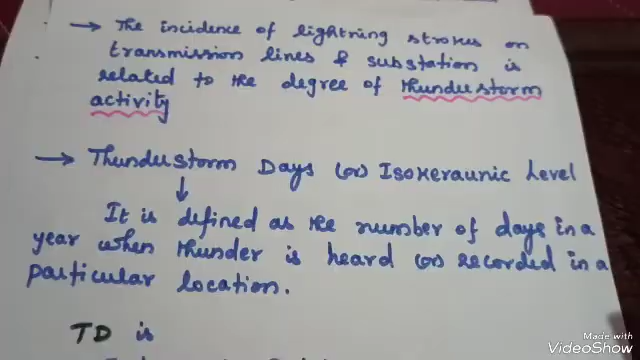 → The incidence of lightning strokes on
transmission lines & substation is
related to the degree of thunderstorm
activity
→ Thunderstorm Days (or) Isokeraunic Level
↓
It is defined as the number of days in a
year when thunder is heard (or) recorded in a
particular location.
TD is
Made with
VideoShow